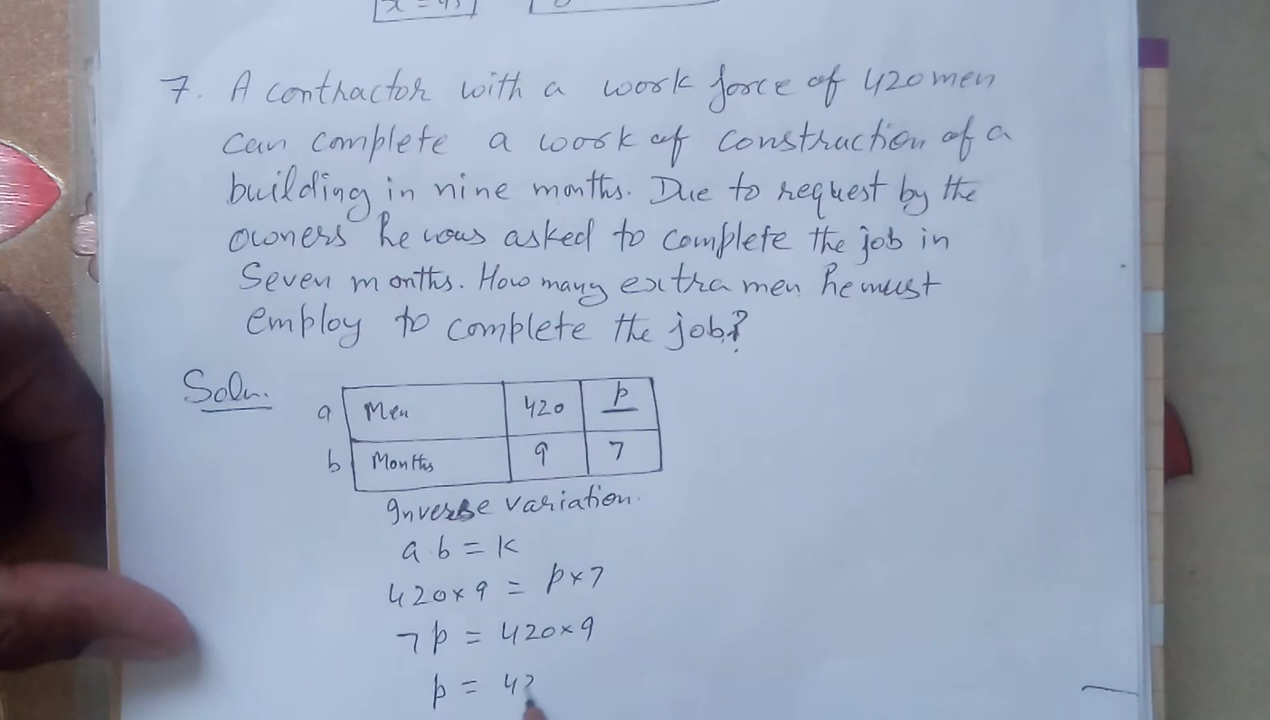 x = 45
7. A contractor with a work force of 420 men
can complete a work of construction of a
building in nine months. Due to request by the
owners he was asked to complete the job in
Seven months. How many extra men he must
employ to complete the job?
Soln.
a Men 420 p
b Months 9 7
Inverse variation.
a.b = k
420×9 = p×7
7p = 420×9
p = 42